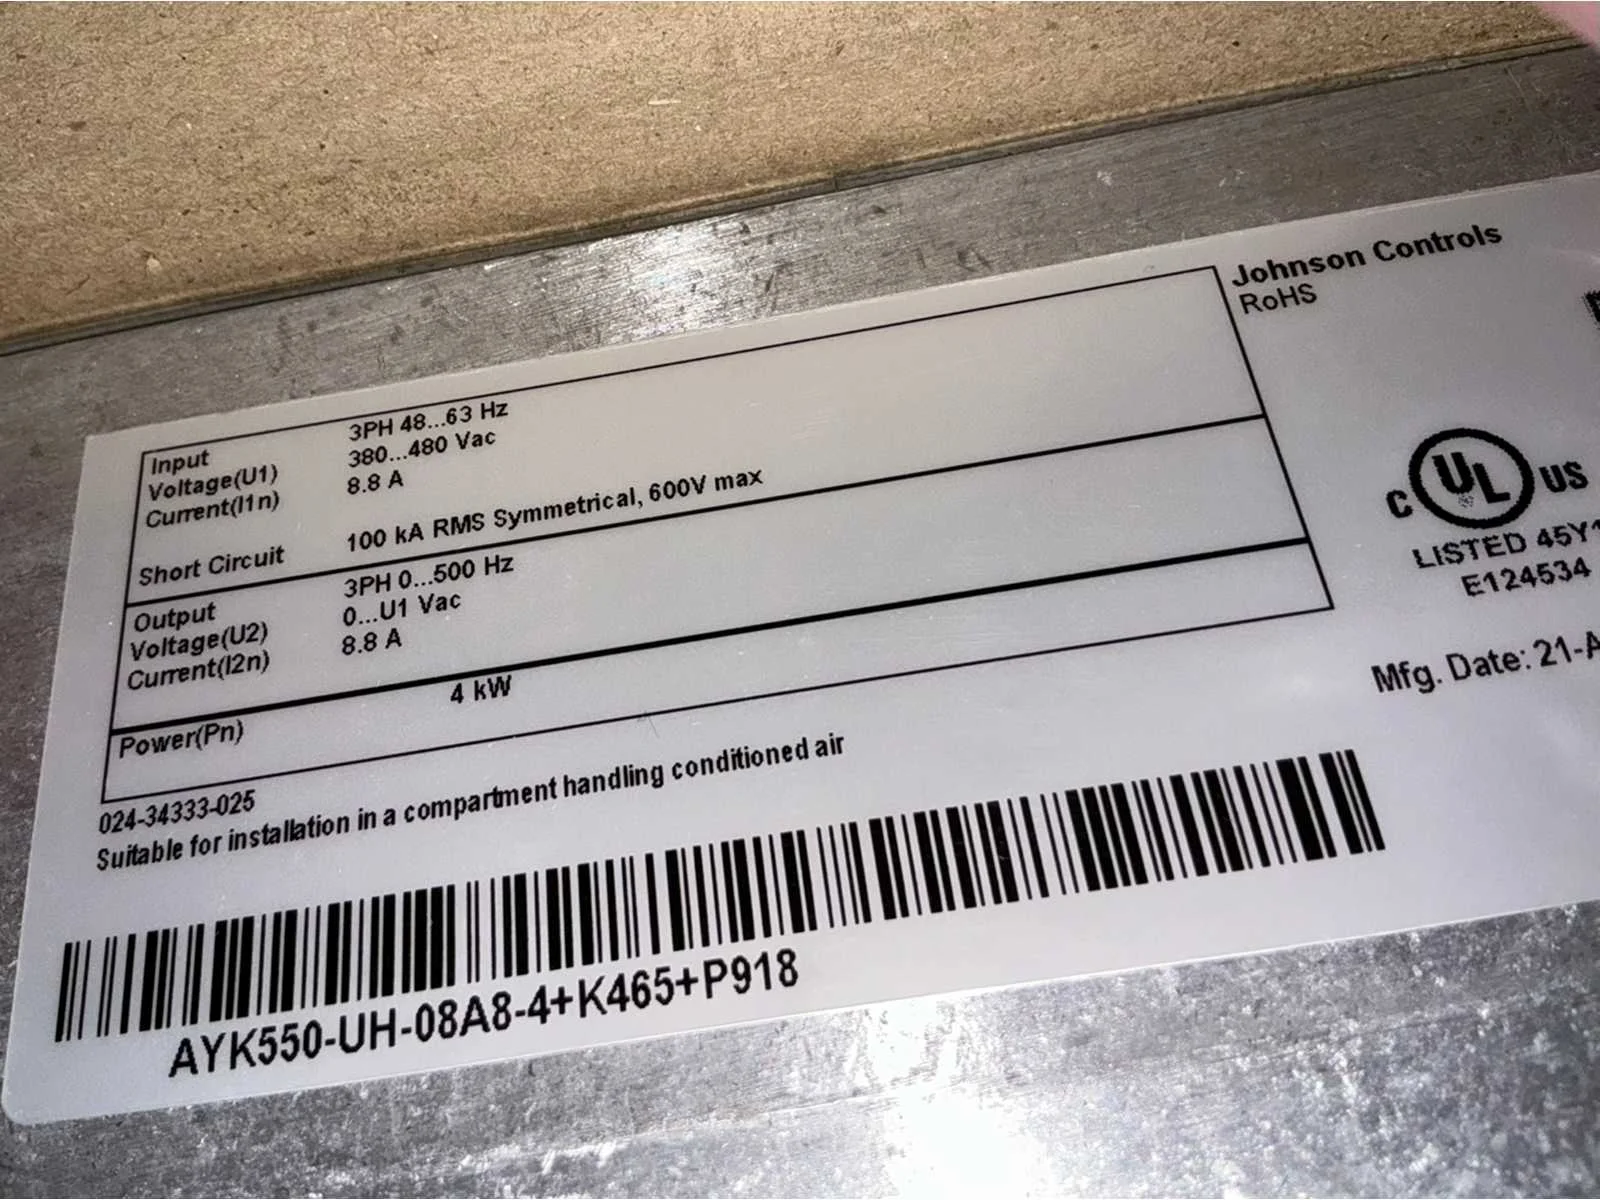 Johnson Controls
RoHS
Input 3PH 48...63 Hz
Voltage(U1) 380...480 Vac
Current(I1n) 8.8 A
Short Circuit 100 kA RMS Symmetrical, 600V max
Output 3PH 0...500 Hz
Voltage(U2) 0...U1 Vac
Current(I2n) 8.8 A
Power(Pn) 4 kW
C UL US
LISTED
E124534
Mfg. Date:
024-34333-025
Suitable for installation in a compartment handling conditioned air
AYK550-UH-08A8-4+K465+P918